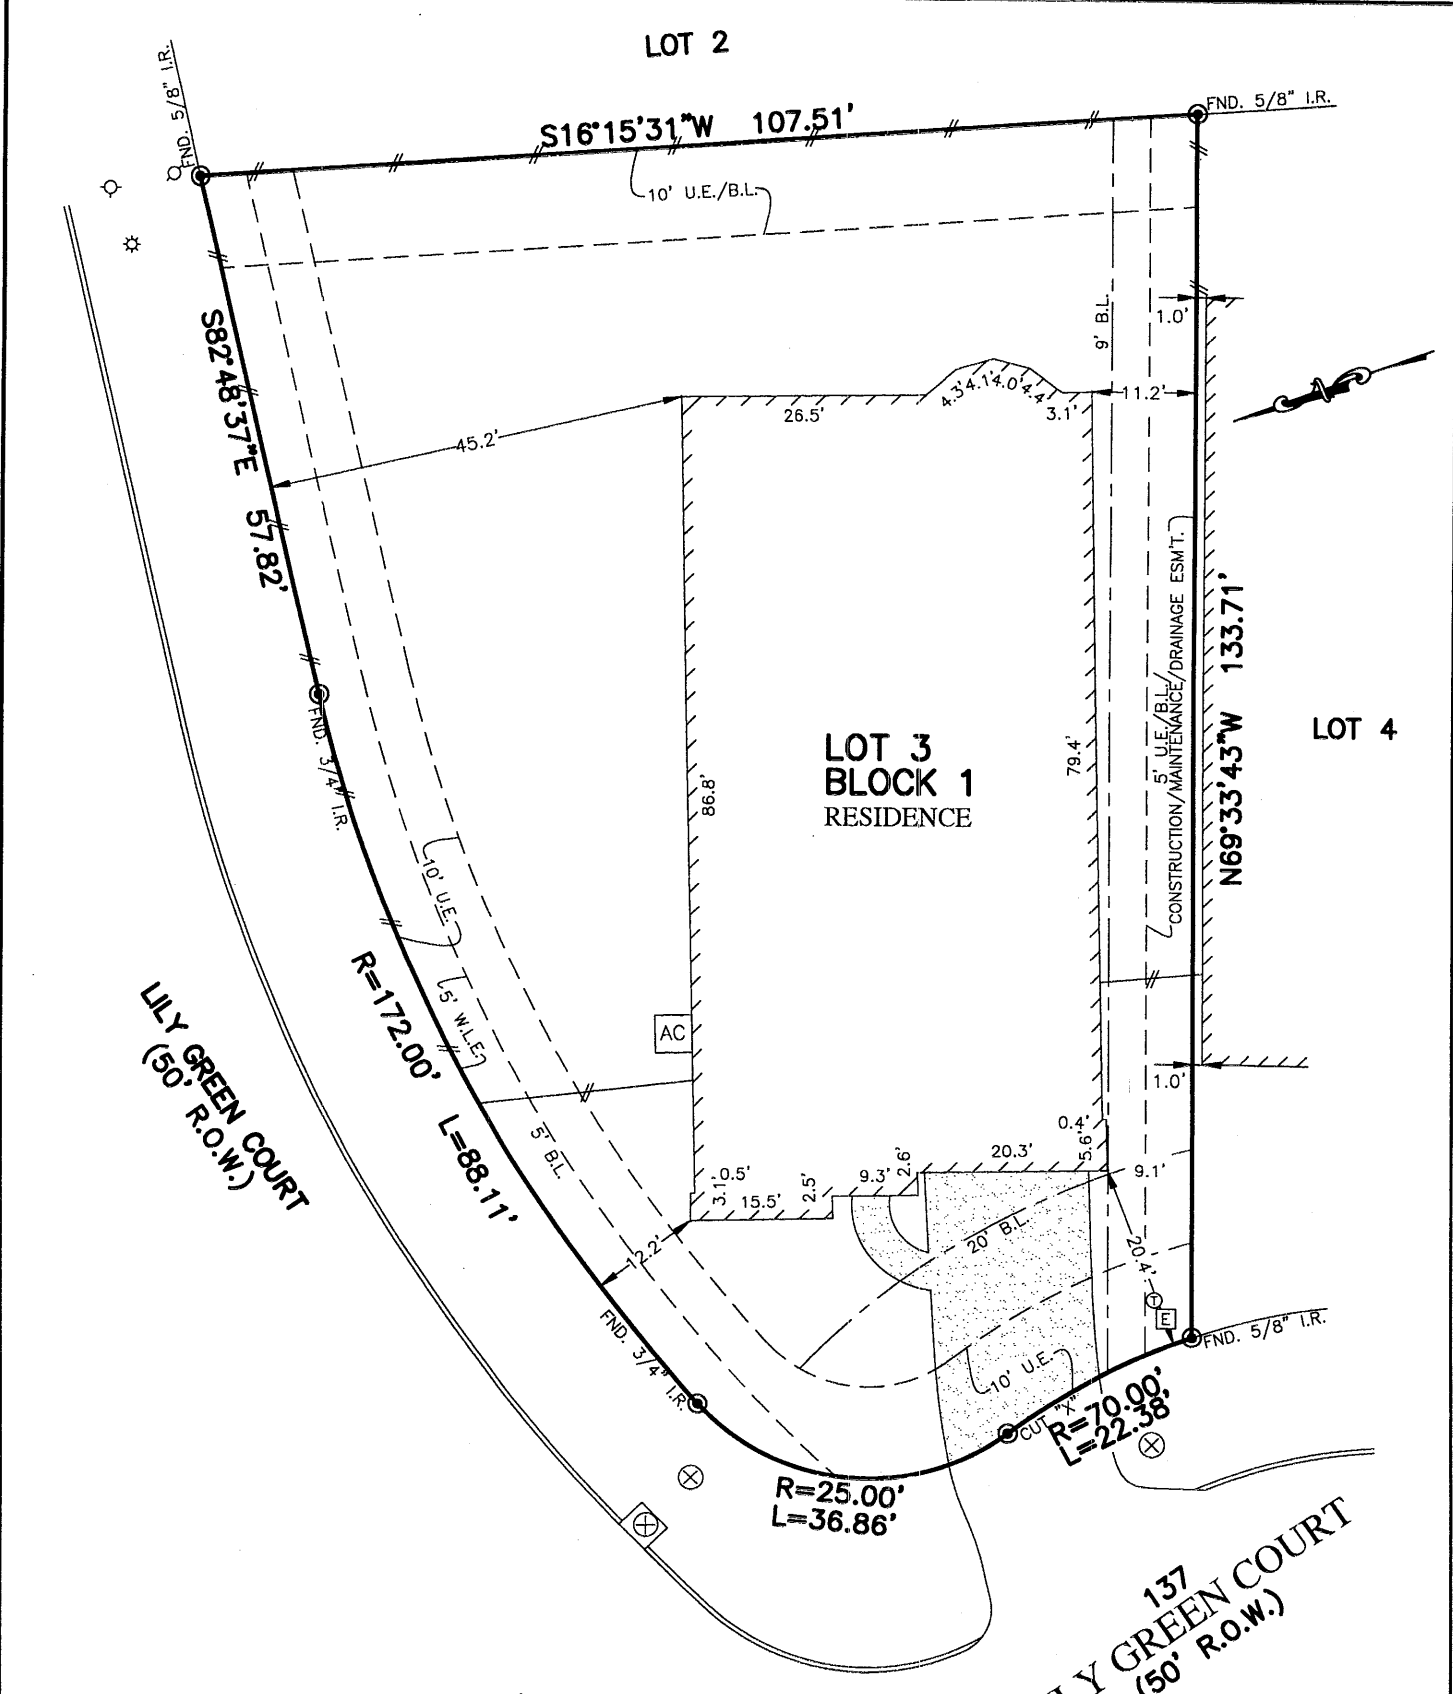 LOT 2
FND. 5/8" I.R.
S16°15'31"W 107.51'
FND. 5/8" I.R.
10' U.E./B.L.
9' B.L.
1.0'
S82°48'37"E 57.82'
45.2'
26.5'
4.3'
4.1'
4.0'
4.4'
3.1'
11.2'
N
5' U.E./B.L./
CONSTRUCTION/MAINTENANCE/DRAINAGE ESM'T.
N69°33'43"W 133.71'
LOT 4
FND. 3/4" I.R.
86.8'
LOT 3
BLOCK 1
RESIDENCE
79.4'
10' U.E.
5' W.L.E.
R=172.00' L=88.11'
LILY GREEN COURT
(50' R.O.W.)
AC
5' B.L.
1.0'
0.4'
5.6'
20.3'
2.6'
9.3'
2.5'
15.5'
0.5'
3.1'
9.1'
12.2'
20' B.L.
20.4'
T
E
FND. 5/8" I.R.
FND. 3/4" I.R.
10' U.E.
CUT "X"
R=70.00'
L=22.38'
R=25.00'
L=36.86'
137
LY GREEN COURT
(50' R.O.W.)